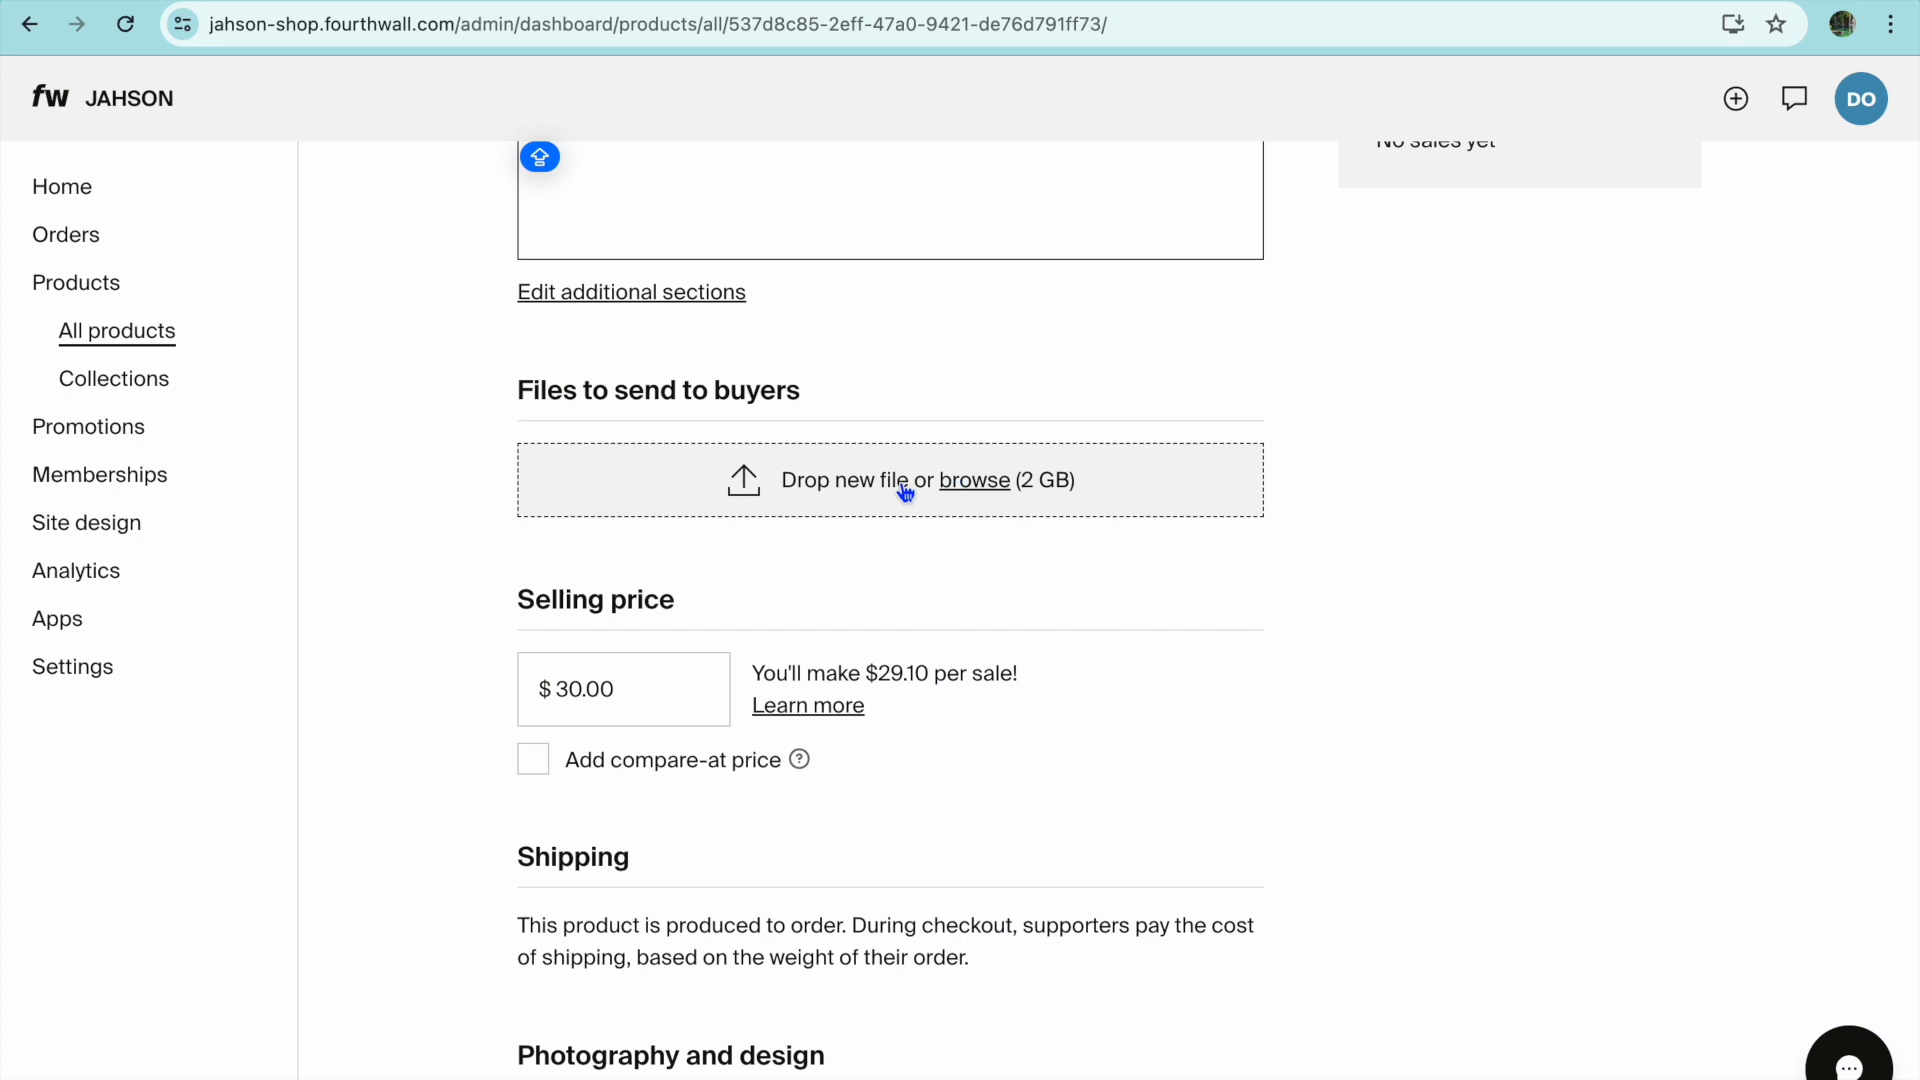 jahson-shop.fourthwall.com/admin/dashboard/products/all/537d8c85-2eff-47a0-9421-de76d791ff73/
fw JAHSON
DO
No sales yet
Home
Orders
Products
All products
Collections
Promotions
Memberships
Site design
Analytics
Apps
Settings
Edit additional sections
Files to send to buyers
Drop new file or browse (2 GB)
Selling price
$ 30.00
You'll make $29.10 per sale!
Learn more
Add compare-at price ?
Shipping
This product is produced to order. During checkout, supporters pay the cost
of shipping, based on the weight of their order.
Photography and design